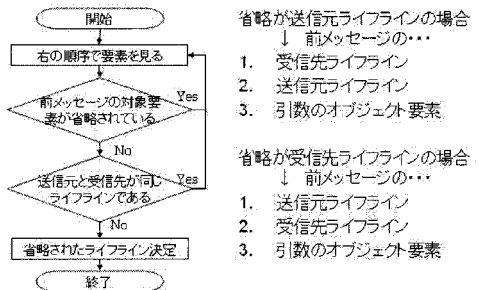 開始
右の順序で要素を見る
前メッセージの対象要
素が省略されている
Yes
No
送信元と受信先が同じ
ライフラインである
Yes
No
省略されたライフライン決定
終了
省略が送信元ライフラインの場合
↓ 前メッセージの・・・
1. 受信先ライフライン
2. 送信元ライフライン
3. 引数のオブジェクト要素
省略が受信先ライフラインの場合
↓ 前メッセージの・・・
1. 送信元ライフライン
2. 受信先ライフライン
3. 引数のオブジェクト要素